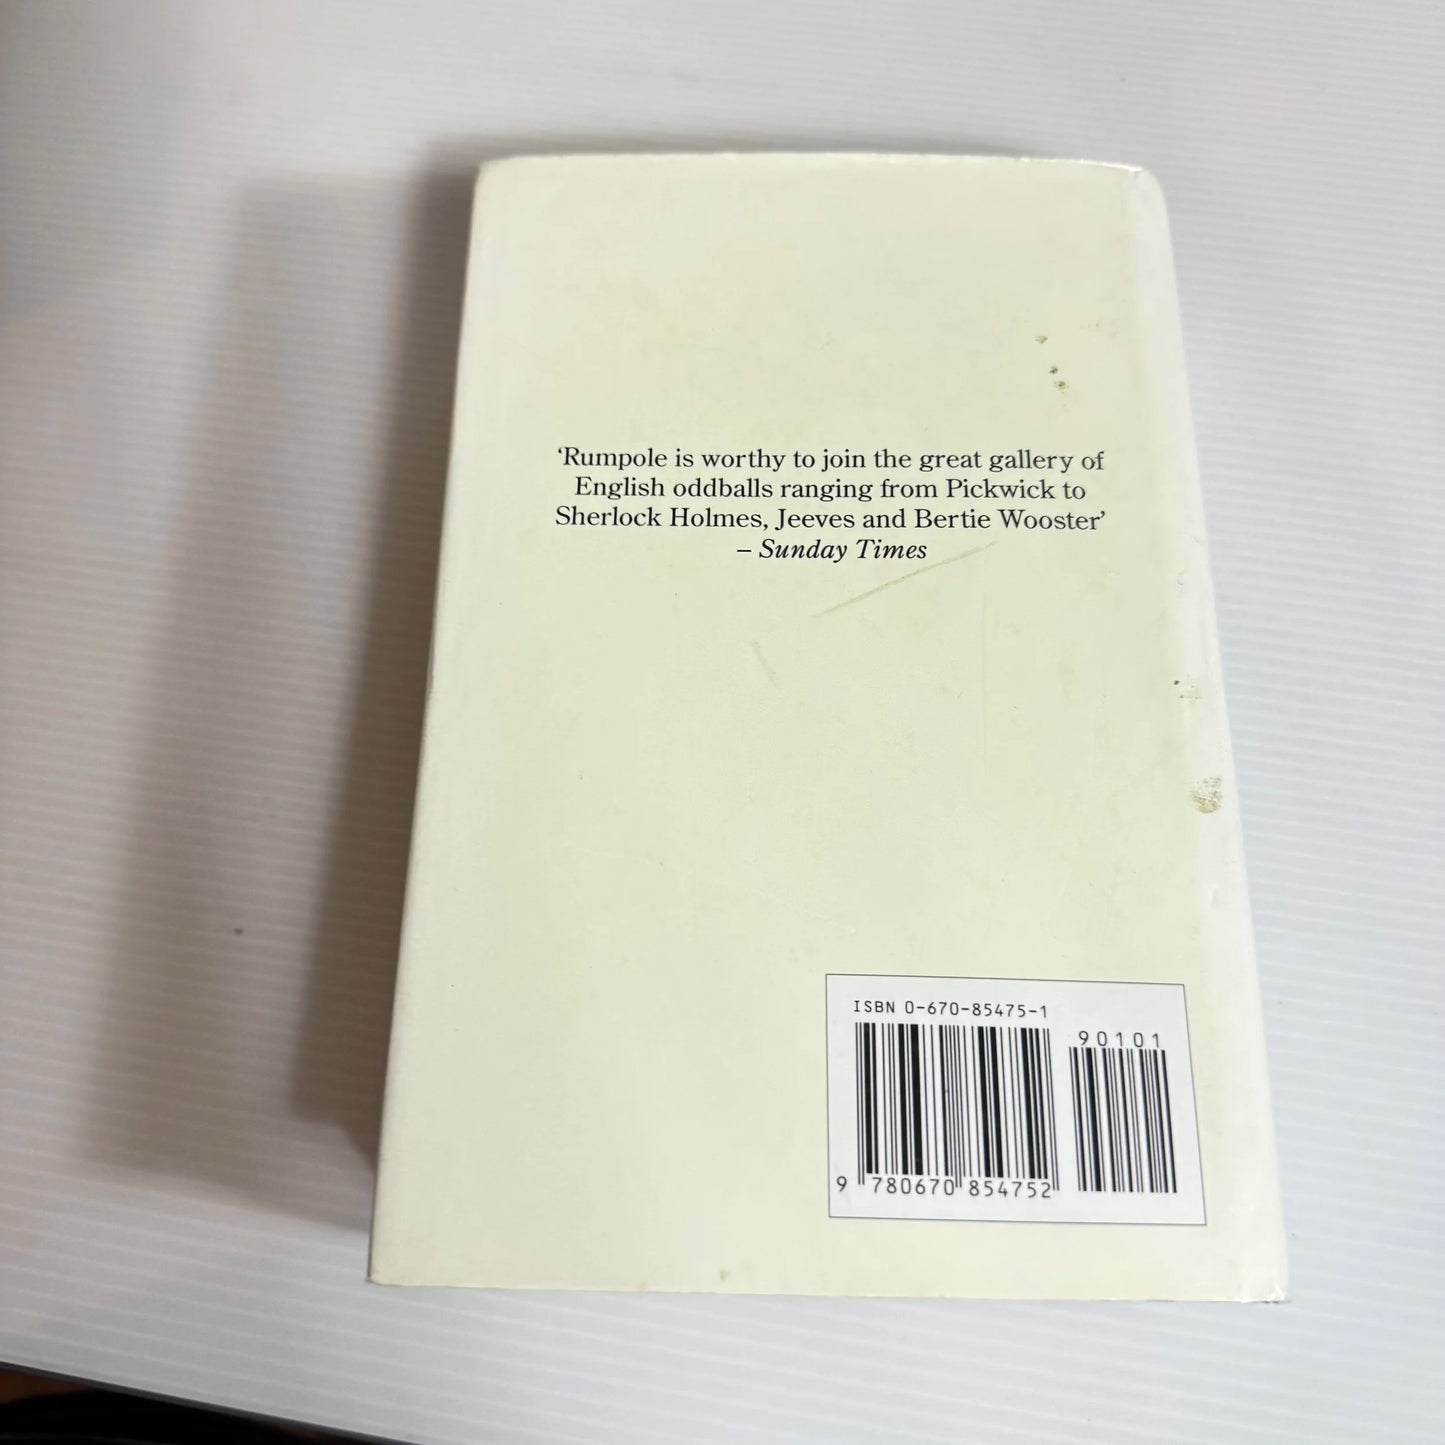 ‘Rumpole is worthy to join the great gallery of
English oddballs ranging from Pickwick to
Sherlock Holmes, Jeeves and Bertie Wooster’
– Sunday Times
ISBN 0-670-85475-1
90101
9 780670 854752